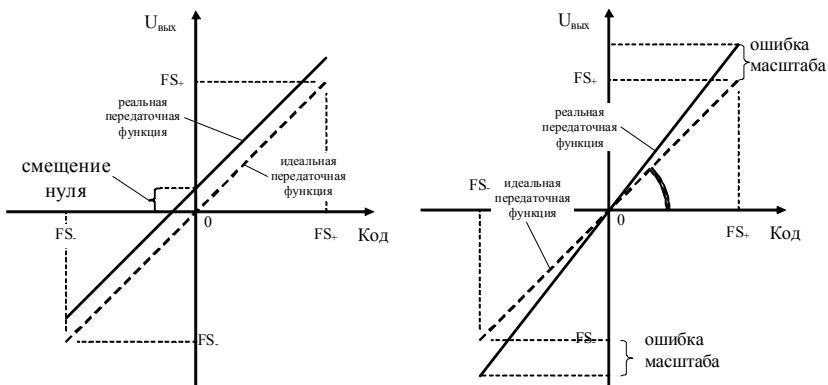 Uвых
FS+
реальная
передаточная
функция
идеальная
передаточная
функция
смещение
нуля
0
FS-
FS+
Код
FS-
Uвых
ошибка
масштаба
FS+
реальная
передаточная
функция
FS-
идеальная
передаточная
функция
0
FS+
Код
FS-
ошибка
масштаба